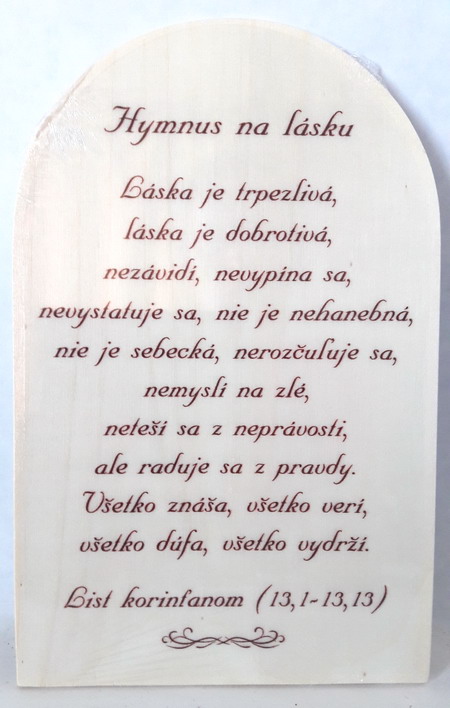 Hymnus na lásku
Láska je trpezlivá,
láska je dobrotivá,
nezávidí, nevypína sa,
nevystatuje sa, nie je nehanebná,
nie je sebecká, nerozčuľuje sa,
nemyslí na zlé,
neteší sa z neprávosti,
ale raduje sa z pravdy.
Všetko znáša, všetko verí,
všetko dúfa, všetko vydrží.
List korinťanom (13,1-13,13)